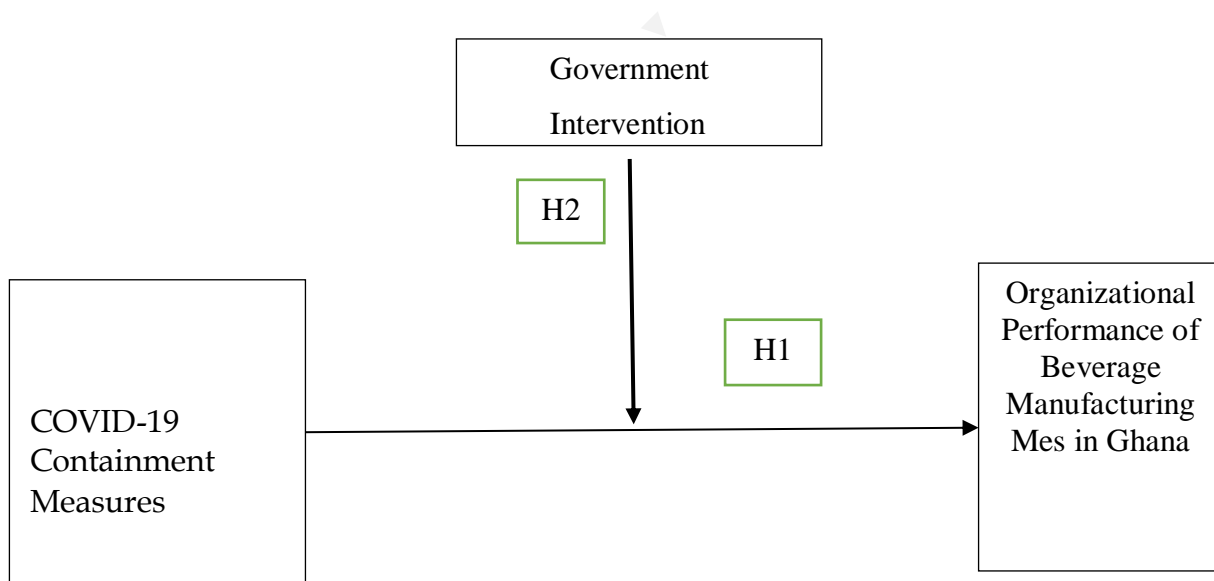 Government
Intervention
H2
H1
COVID-19
Containment
Measures
Organizational
Performance of
Beverage
Manufacturing
Mes in Ghana